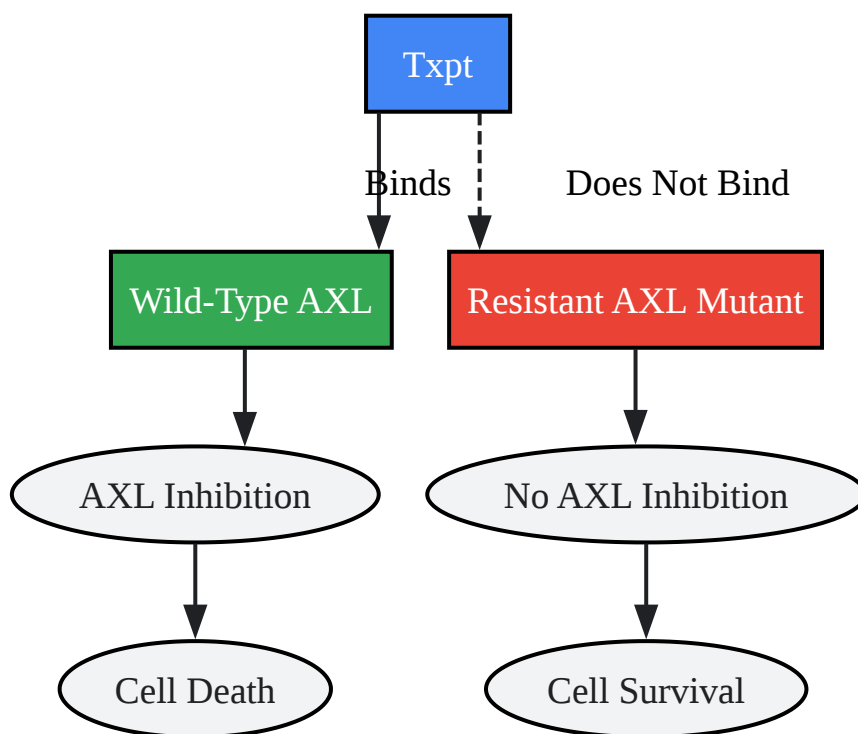 Txpt
Binds
Does Not Bind
Wild-Type AXL
Resistant AXL Mutant
AXL Inhibition
No AXL Inhibition
Cell Death
Cell Survival